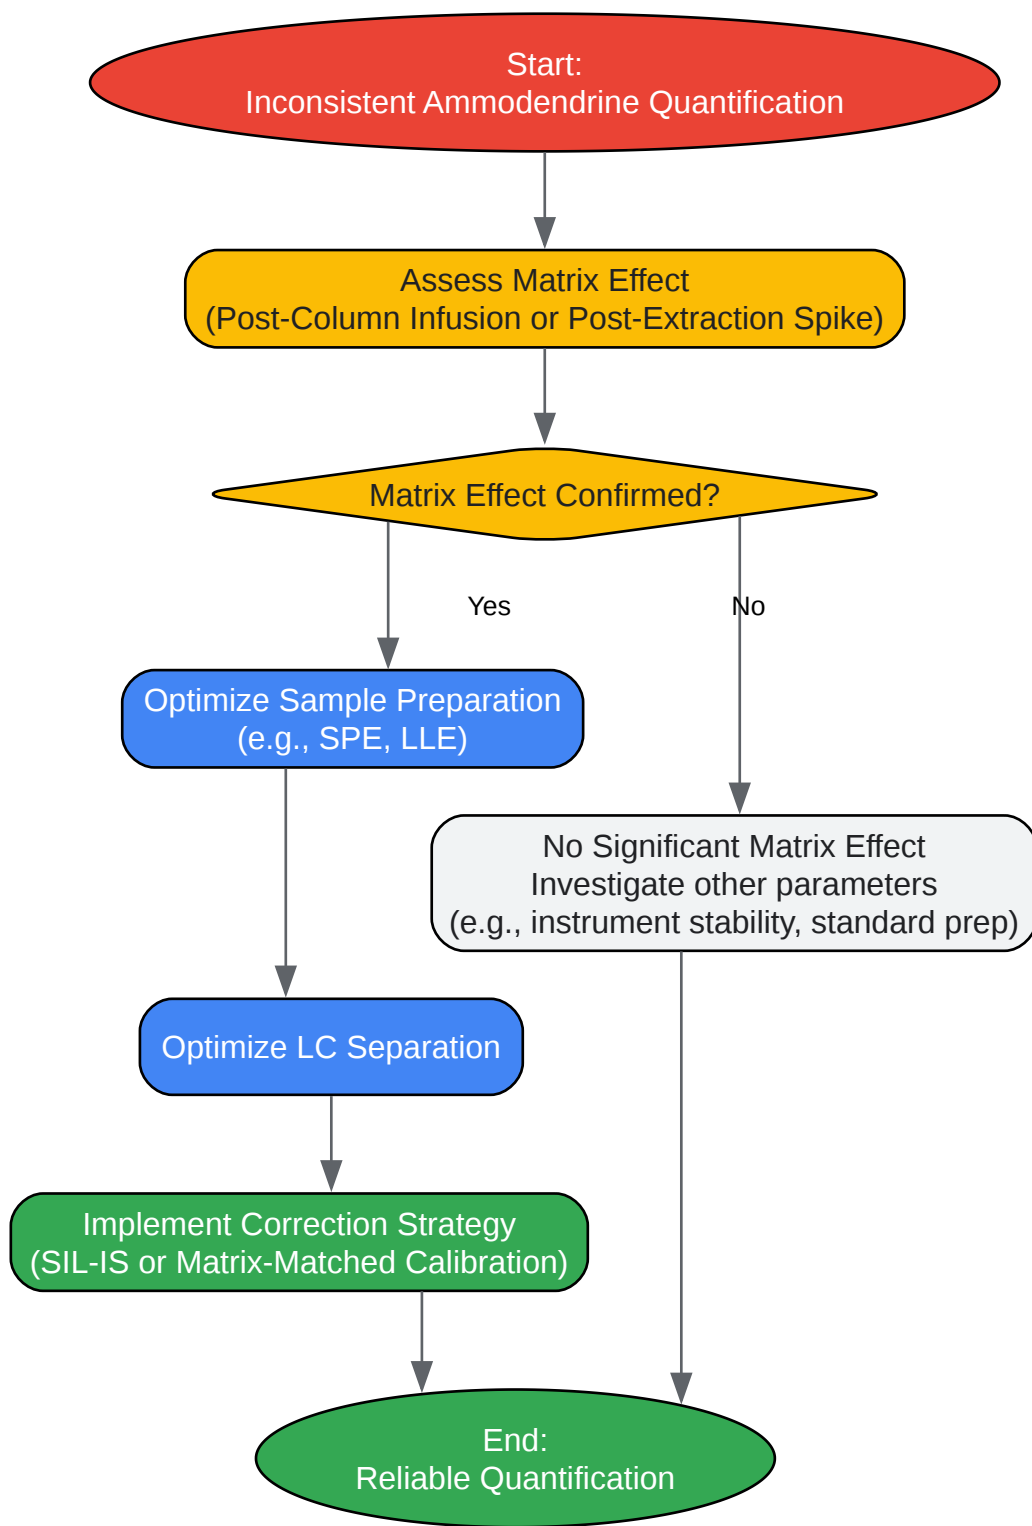 Start:
Inconsistent Ammodendrine Quantification
Assess Matrix Effect
(Post-Column Infusion or Post-Extraction Spike)
Matrix Effect Confirmed?
Yes
No
Optimize Sample Preparation
(e.g., SPE, LLE)
No Significant Matrix Effect
Investigate other parameters
(e.g., instrument stability, standard prep)
Optimize LC Separation
Implement Correction Strategy
(SIL-IS or Matrix-Matched Calibration)
End:
Reliable Quantification